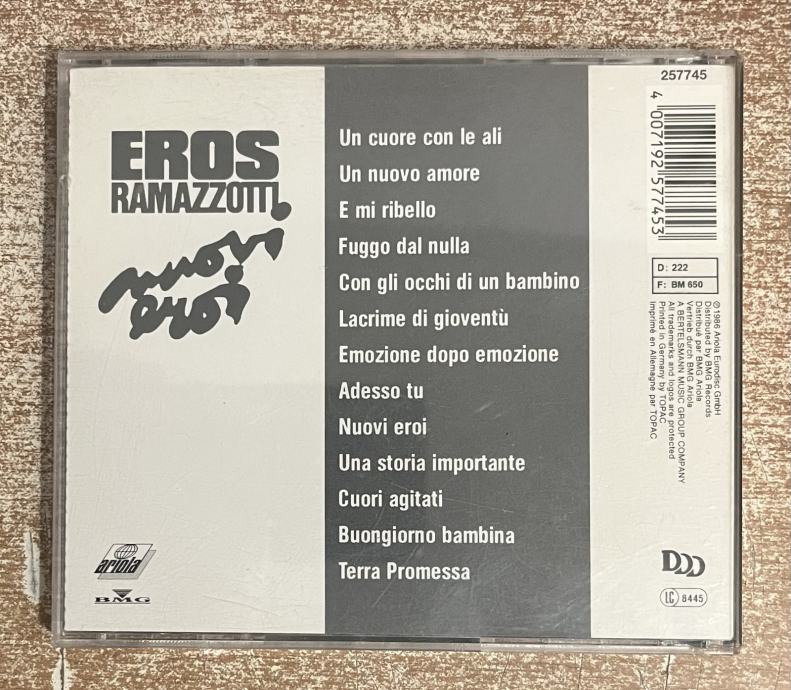 EROS
RAMAZZOTTI
nuovi
eroi
Un cuore con le ali
Un nuovo amore
E mi ribello
Fuggo dal nulla
Con gli occhi di un bambino
Lacrime di gioventù
Emozione dopo emozione
Adesso tu
Nuovi eroi
Una storia importante
Cuori agitati
Buongiorno bambina
Terra Promessa
ariola
BMG
257745
4 007192 577453
D: 222
F: BM 650
℗1986 Ariola Eurodisc GmbH
Distributed by BMG Records
Distribué par BMG Ariola
Vertrieb durch BMG Ariola
A BERTELSMANN MUSIC GROUP COMPANY
All trademarks and logos are protected
Printed in Germany by TOPAC
Imprimé en Allemagne par TOPAC
DDD
LC 8445